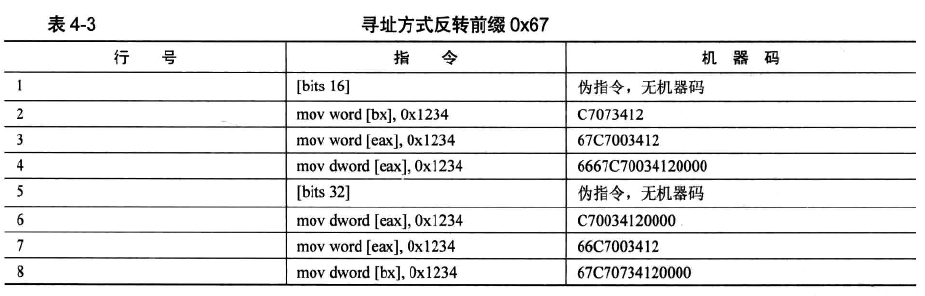 表 4-3 寻址方式反转前缀 0x67
行 号 指 令 机 器 码
1 [bits 16] 伪指令，无机器码
2 mov word [bx], 0x1234 C7073412
3 mov word [eax], 0x1234 67C7003412
4 mov dword [eax], 0x1234 6667C70034120000
5 [bits 32] 伪指令，无机器码
6 mov dword [eax], 0x1234 C70034120000
7 mov word [eax], 0x1234 66C7003412
8 mov dword [bx], 0x1234 67C70734120000